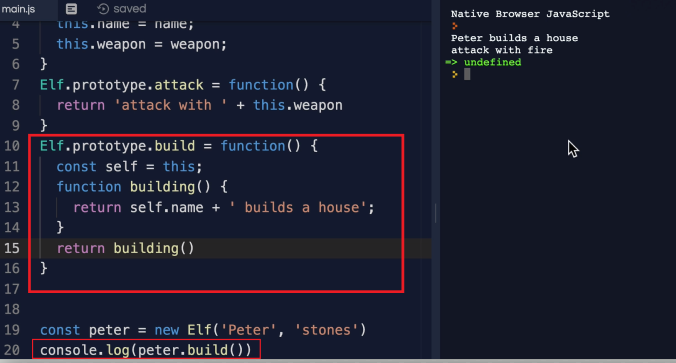 main.js saved
4 this.name = name;
5 this.weapon = weapon;
6 }
7 Elf.prototype.attack = function() {
8 return 'attack with ' + this.weapon
9 }
10 Elf.prototype.build = function() {
11 const self = this;
12 function building() {
13 return self.name + ' builds a house';
14 }
15 return building()
16 }
17
18
19 const peter = new Elf('Peter', 'stones')
20 console.log(peter.build())
Native Browser JavaScript
>
Peter builds a house
attack with fire
=> undefined
>